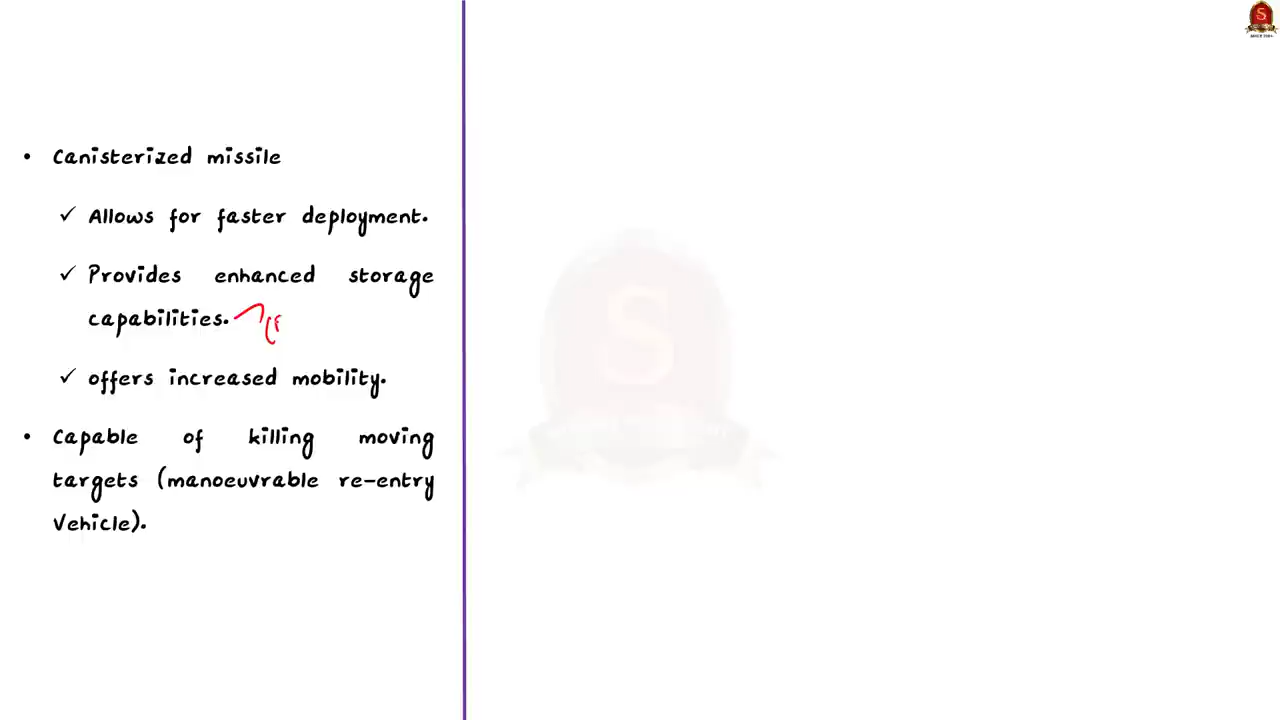 • Canisterized missile
✓ Allows for faster deployment.
✓ Provides enhanced storage
capabilities.
✓ offers increased mobility.
• Capable of killing moving
targets (manoeuvrable re-entry
vehicle).
S
S